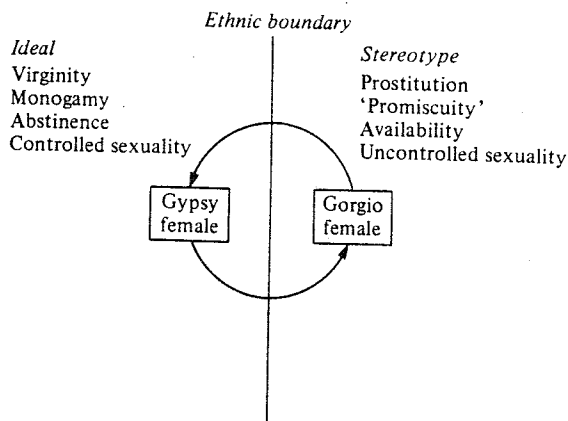 Ethnic boundary
Ideal
Virginity
Monogamy
Abstinence
Controlled sexuality
Stereotype
Prostitution
'Promiscuity'
Availability
Uncontrolled sexuality
Gypsy
female
Gorgio
female